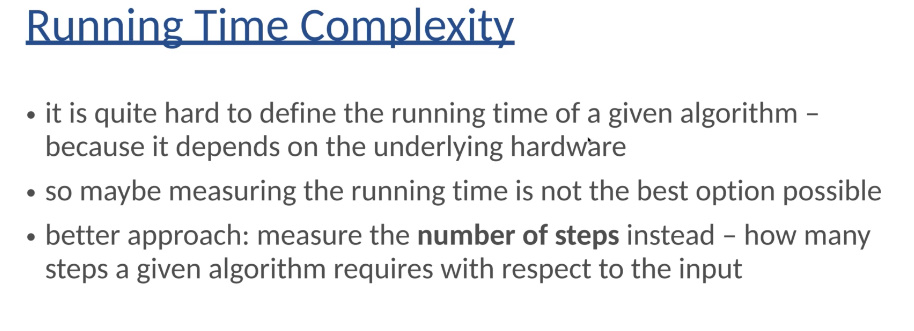 Running Time Complexity
• it is quite hard to define the running time of a given algorithm –
because it depends on the underlying hardware
• so maybe measuring the running time is not the best option possible
• better approach: measure the number of steps instead – how many
steps a given algorithm requires with respect to the input